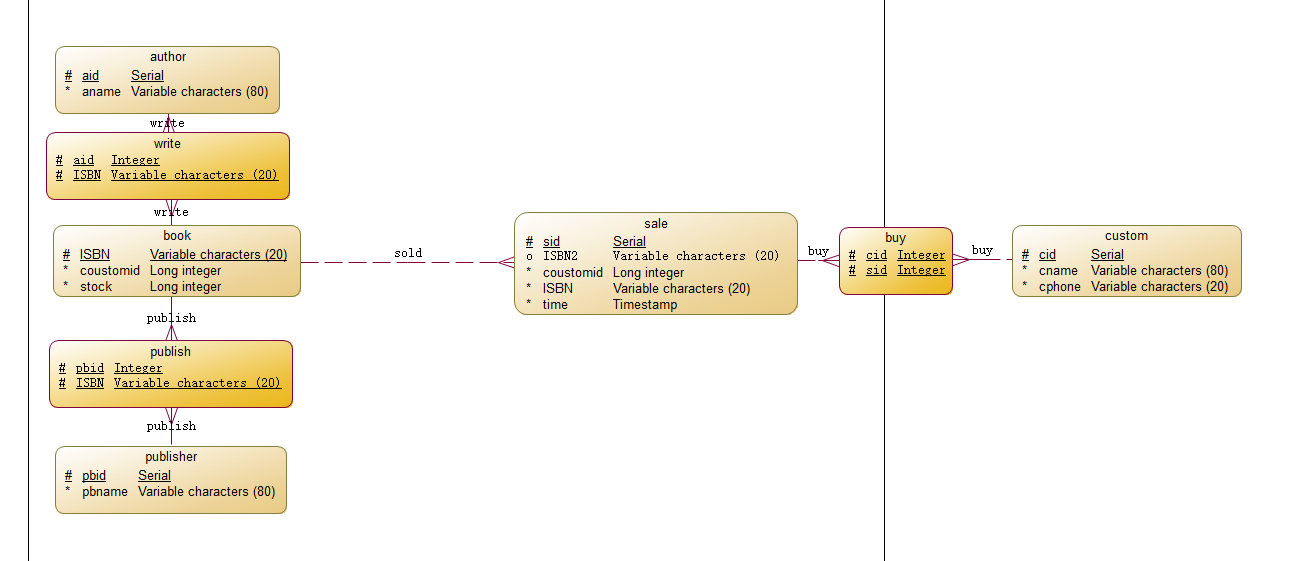 author
# aid Serial
* aname Variable characters (80)
write
write
# aid Integer
# ISBN Variable characters (20)
write
book
# ISBN Variable characters (20)
* coustomid Long integer
* stock Long integer
publish
publish
# pbid Integer
# ISBN Variable characters (20)
publish
publisher
# pbid Serial
* pbname Variable characters (80)
sold
sale
# sid Serial
o ISBN2 Variable characters (20)
* coustomid Long integer
* ISBN Variable characters (20)
* time Timestamp
buy
buy
# cid Integer
# sid Integer
buy
custom
# cid Serial
* cname Variable characters (80)
* cphone Variable characters (20)